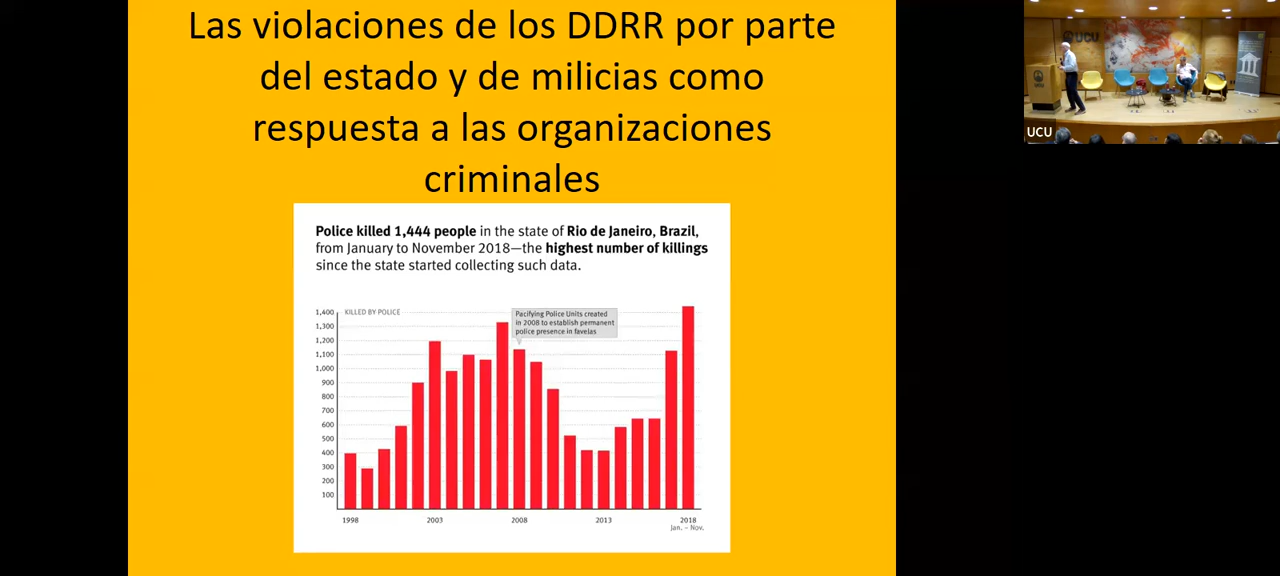 Las violaciones de los DDRR por parte
del estado y de milicias como
respuesta a las organizaciones
criminales
Police killed 1,444 people in the state of Rio de Janeiro, Brazil,
from January to November 2018—the highest number of killings
since the state started collecting such data.
1,400
KILLED BY POLICE
1,300
1,200
1,100
1,000
900
800
700
600
500
400
300
200
100
Pacifying Police Units created
in 2008 to establish permanent
police presence in favelas
1998
2003
2008
2013
2018
Jan. – Nov.
UCU
UCU